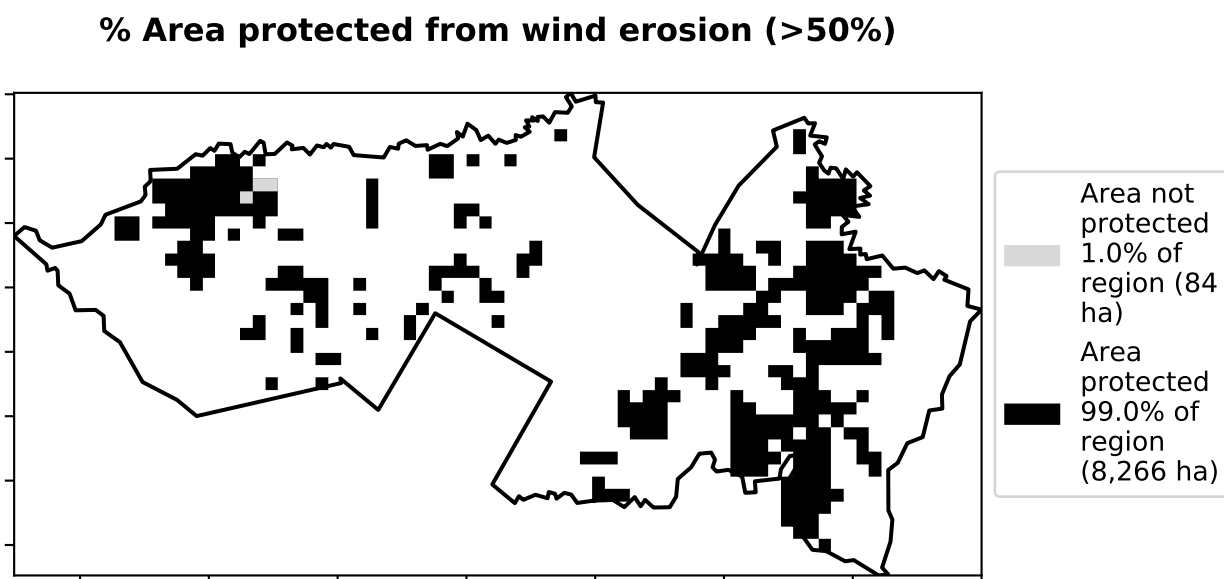 % Area protected from wind erosion (>50%)
Area not
protected
1.0% of
region (84
ha)
Area
protected
99.0% of
region
(8,266 ha)